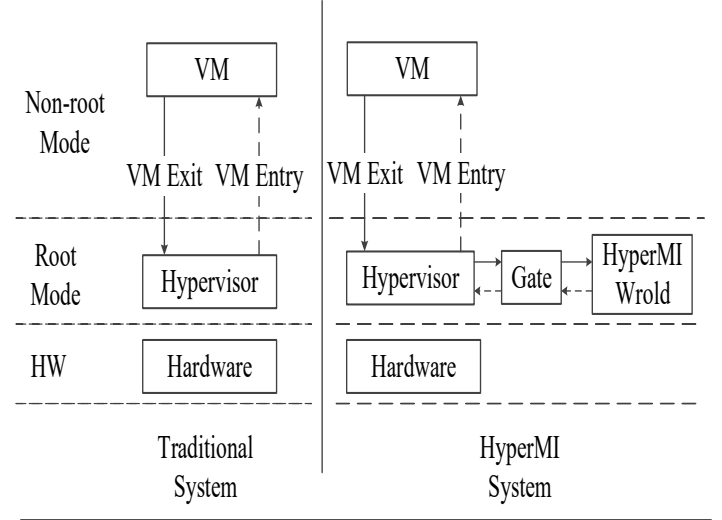 VM
VM
Non-root
Mode
VM Exit
VM Entry
VM Exit
VM Entry
Root
Mode
Hypervisor
Hypervisor
Gate
HyperMI
Wrold
HW
Hardware
Hardware
Traditional
System
HyperMI
System